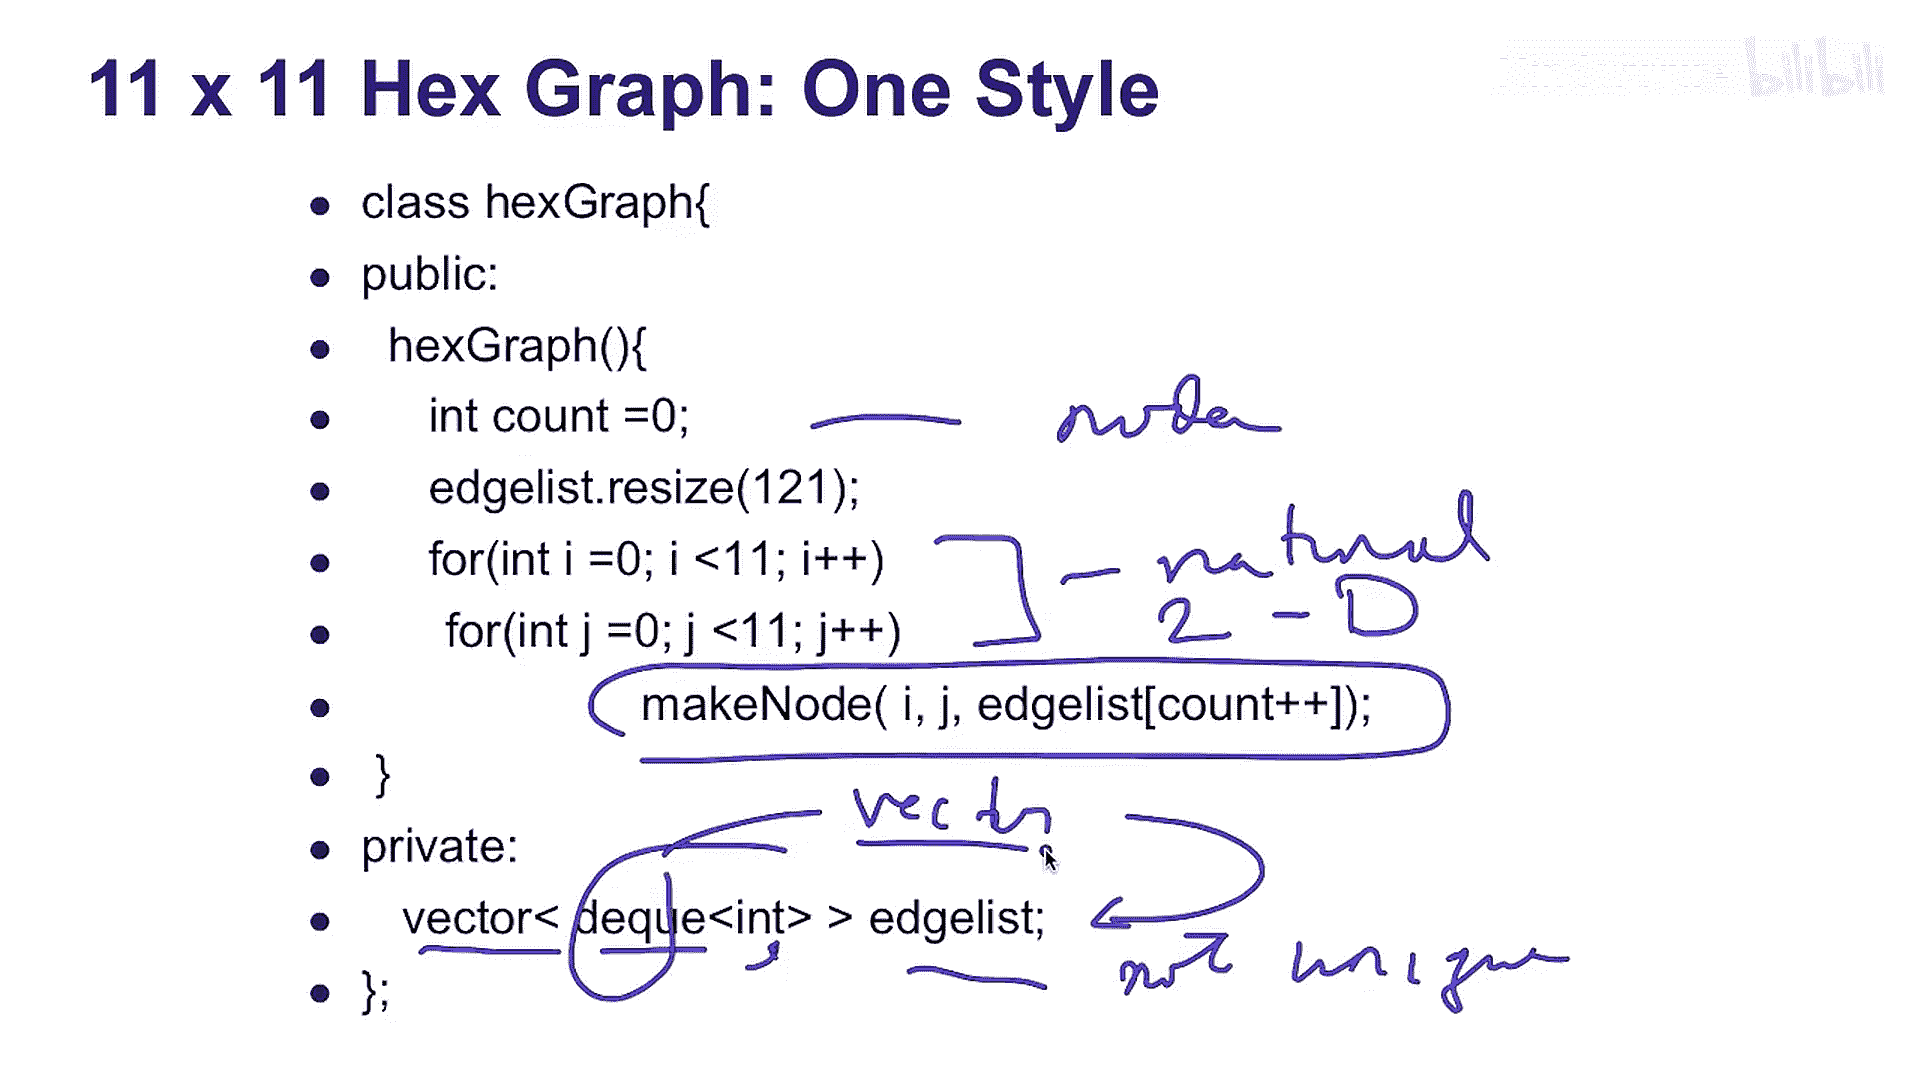 11 x 11 Hex Graph: One Style
bilibili
• class hexGraph{
• public:
• hexGraph(){
• int count =0;
node
• edgelist.resize(121);
• for(int i =0; i <11; i++)
natural
• for(int j =0; j <11; j++)
2-D
• makeNode( i, j, edgelist[count++]);
• }
vector
• private:
• vector< deque<int> > edgelist;
not unique
• };